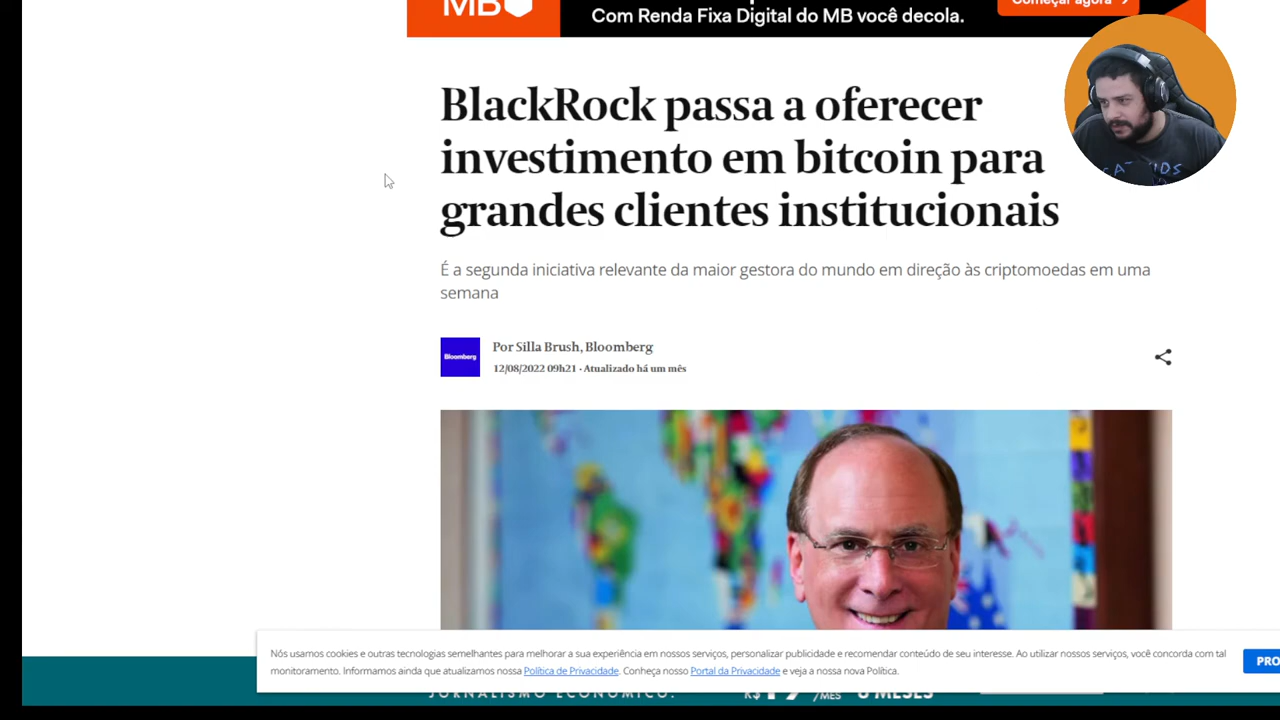 MB
Com Renda Fixa Digital do MB você decola.
Começar agora
BlackRock passa a oferecer
investimento em bitcoin para
grandes clientes institucionais
É a segunda iniciativa relevante da maior gestora do mundo em direção às criptomoedas em uma
semana
Bloomberg
Por Silla Brush, Bloomberg
12/08/2022 09h21 · Atualizado há um mês
Nós usamos cookies e outras tecnologias semelhantes para melhorar a sua experiência em nossos serviços, personalizar publicidade e recomendar conteúdo de seu interesse. Ao utilizar nossos serviços, você concorda com tal
monitoramento. Informamos ainda que atualizamos nossa Política de Privacidade. Conheça nosso Portal da Privacidade e veja a nossa nova Política.
PRO
JORNALISMO ECONÔMICO. R$ /MÊS 6 MESES